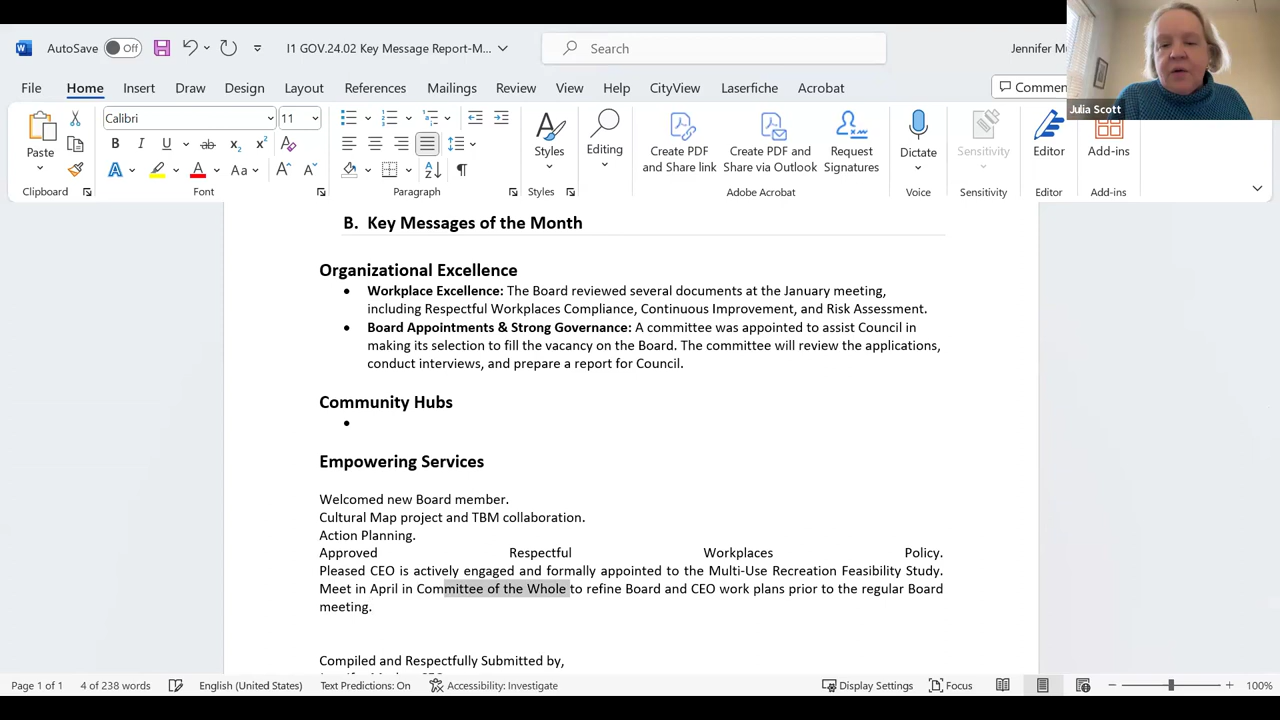 AutoSave Off I1 GOV.24.02 Key Message Report-M... Search Jennifer
File Home Insert Draw Design Layout References Mailings Review View Help CityView Laserfiche Acrobat
Julia Scott
Paste
Clipboard
Calibri 11
B I U ab x₂ x²
A Aa A A
Font
Paragraph
Styles
Styles
Editing
Create PDF and Share link
Create PDF and Share via Outlook
Request Signatures
Adobe Acrobat
Dictate
Voice
Sensitivity
Sensitivity
Editor
Editor
Add-ins
Add-ins
B. Key Messages of the Month
Organizational Excellence
• Workplace Excellence: The Board reviewed several documents at the January meeting,
including Respectful Workplaces Compliance, Continuous Improvement, and Risk Assessment.
• Board Appointments & Strong Governance: A committee was appointed to assist Council in
making its selection to fill the vacancy on the Board. The committee will review the applications,
conduct interviews, and prepare a report for Council.
Community Hubs
•
Empowering Services
Welcomed new Board member.
Cultural Map project and TBM collaboration.
Action Planning.
Approved Respectful Workplaces Policy.
Pleased CEO is actively engaged and formally appointed to the Multi-Use Recreation Feasibility Study.
Meet in April in Committee of the Whole to refine Board and CEO work plans prior to the regular Board
meeting.
Compiled and Respectfully Submitted by,
Page 1 of 1 4 of 238 words English (United States) Text Predictions: On Accessibility: Investigate Display Settings Focus 100%